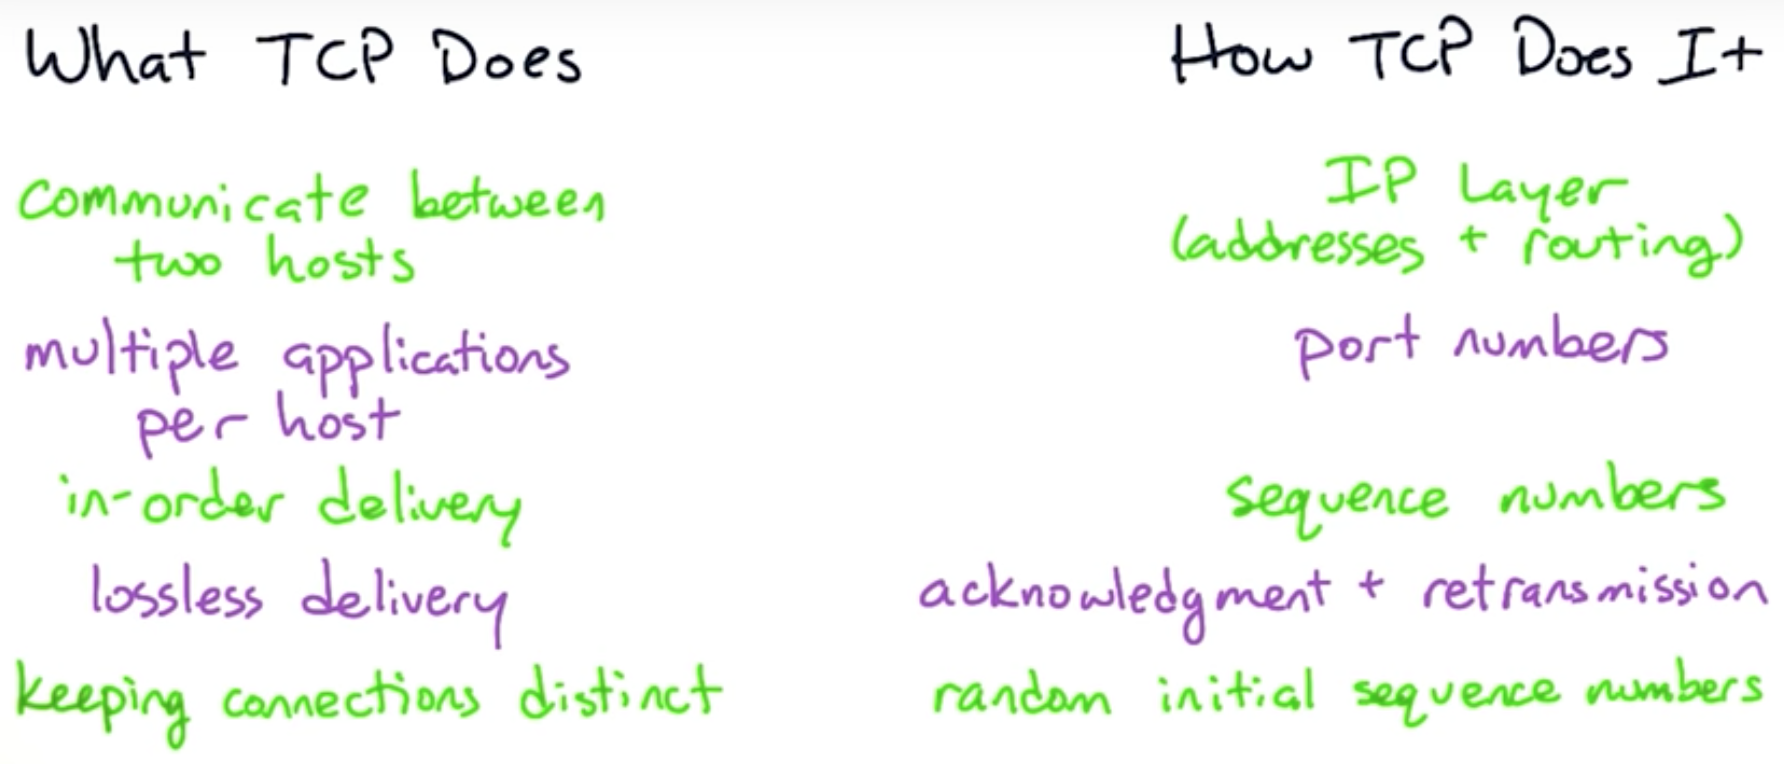 What TCP Does
How TCP Does It
communicate between
two hosts
IP Layer
(addresses + routing)
multiple applications
per host
port numbers
in-order delivery
sequence numbers
lossless delivery
acknowledgment + retransmission
keeping connections distinct
random initial sequence numbers